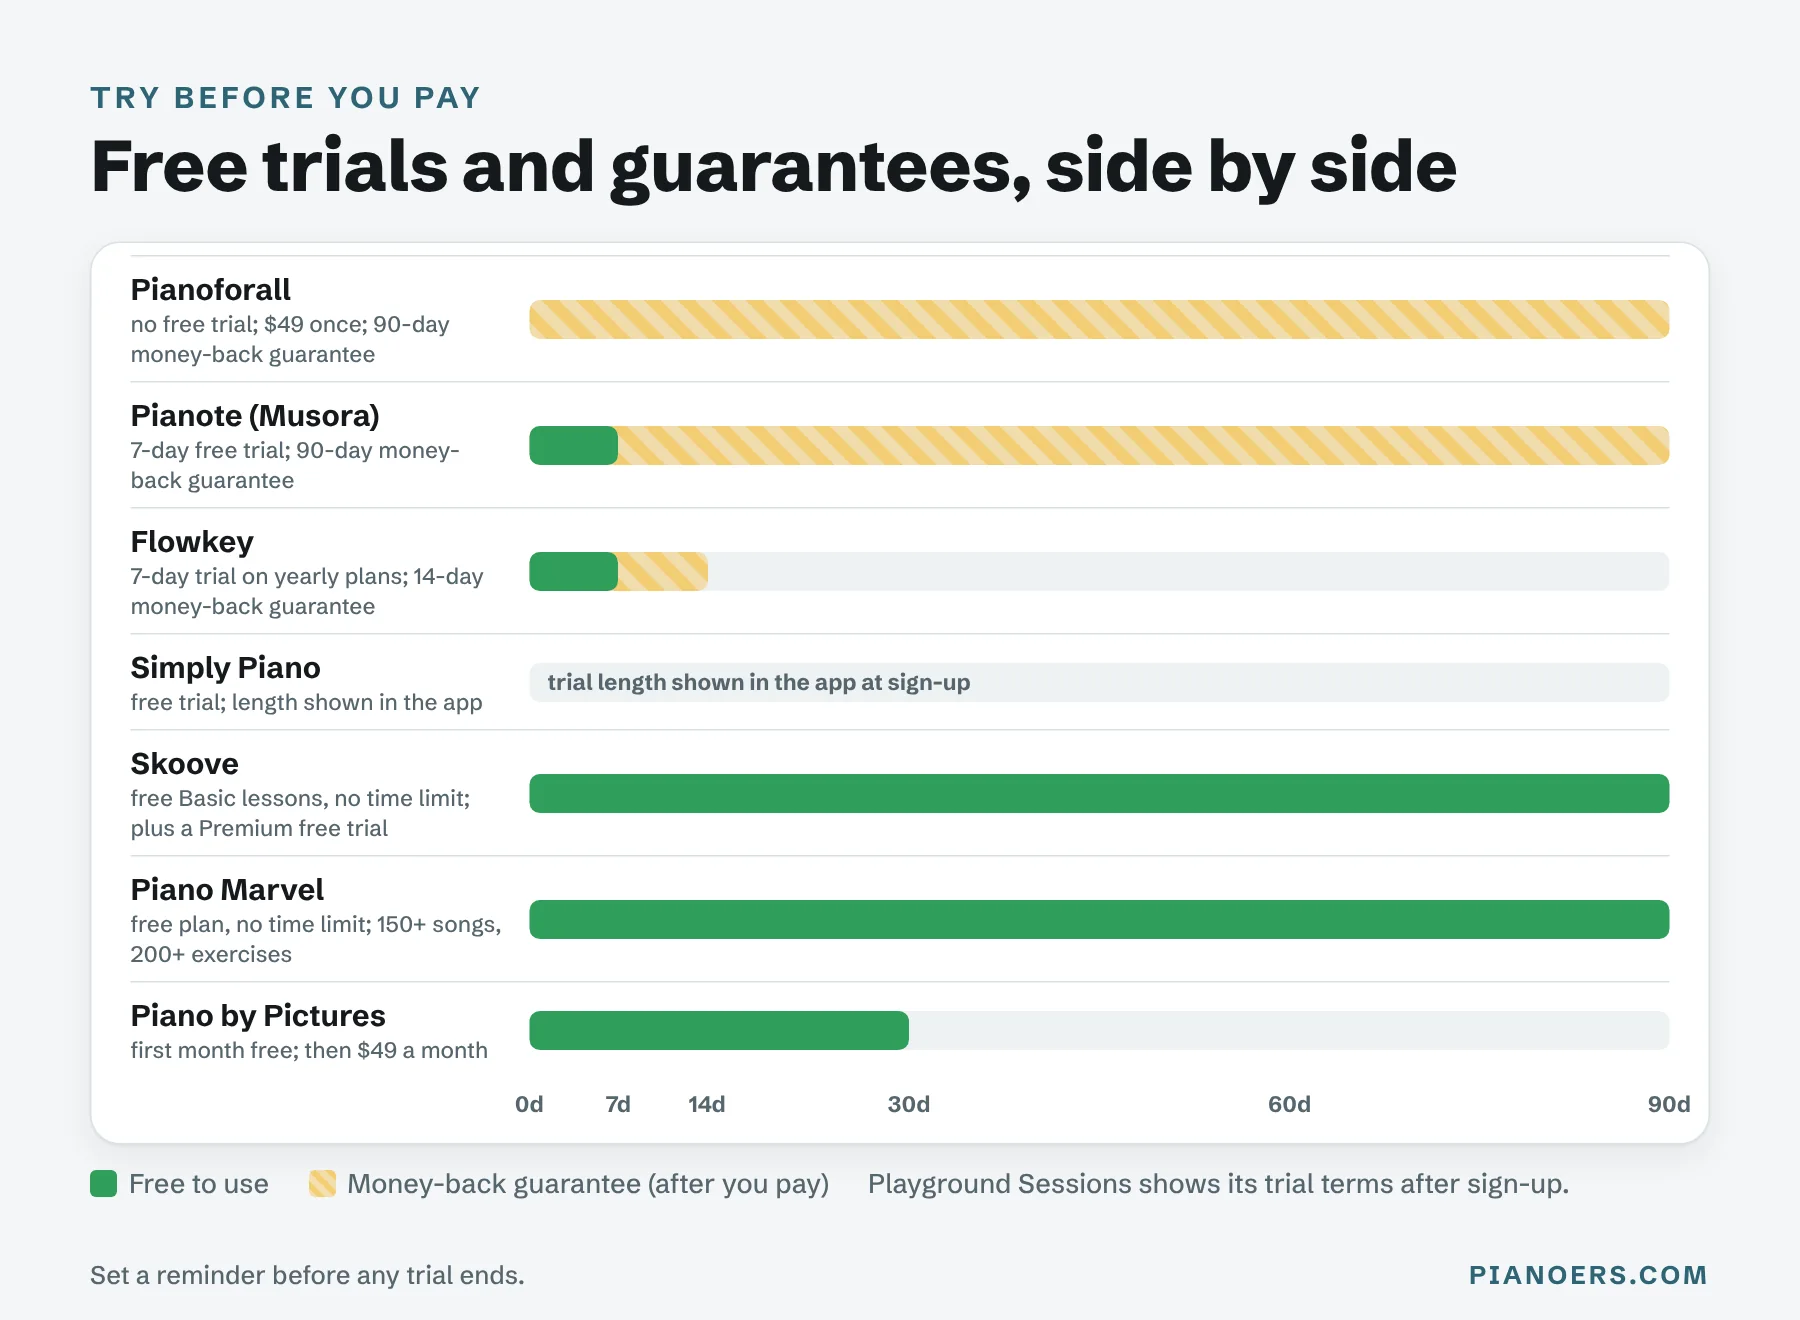 TRY BEFORE YOU PAY
Free trials and guarantees, side by side
Pianoforall
no free trial; $49 once; 90-day
money-back guarantee
Pianote (Musora)
7-day free trial; 90-day money-
back guarantee
Flowkey
7-day trial on yearly plans; 14-day
money-back guarantee
Simply Piano
free trial; length shown in the app
trial length shown in the app at sign-up
Skoove
free Basic lessons, no time limit;
plus a Premium free trial
Piano Marvel
free plan, no time limit; 150+ songs,
200+ exercises
Piano by Pictures
first month free; then $49 a month
0d 7d 14d 30d 60d 90d
Free to use Money-back guarantee (after you pay) Playground Sessions shows its trial terms after sign-up.
Set a reminder before any trial ends. PIANOERS.COM